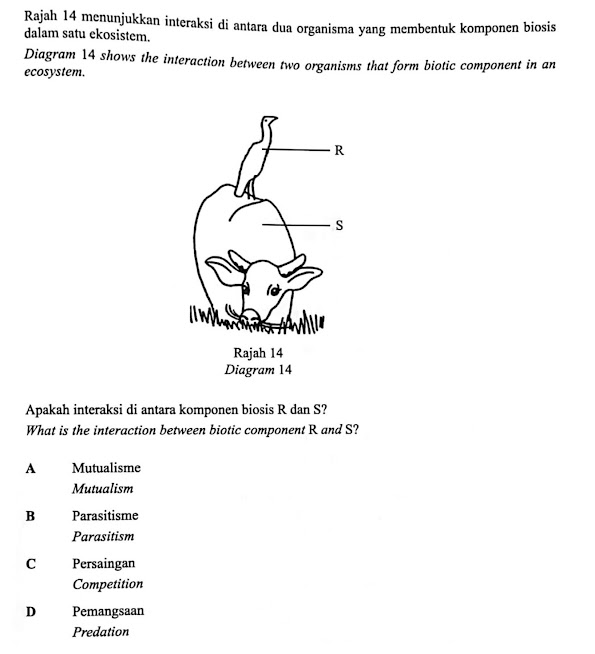 Rajah 14 menunjukkan interaksi di antara dua organisma yang membentuk komponen biosis
dalam satu ekosistem.
Diagram 14 shows the interaction between two organisms that form biotic component in an
ecosystem.
R
S
Rajah 14
Diagram 14
Apakah interaksi di antara komponen biosis R dan S?
What is the interaction between biotic component R and S?
A Mutualisme
Mutualism
B Parasitisme
Parasitism
C Persaingan
Competition
D Pemangsaan
Predation